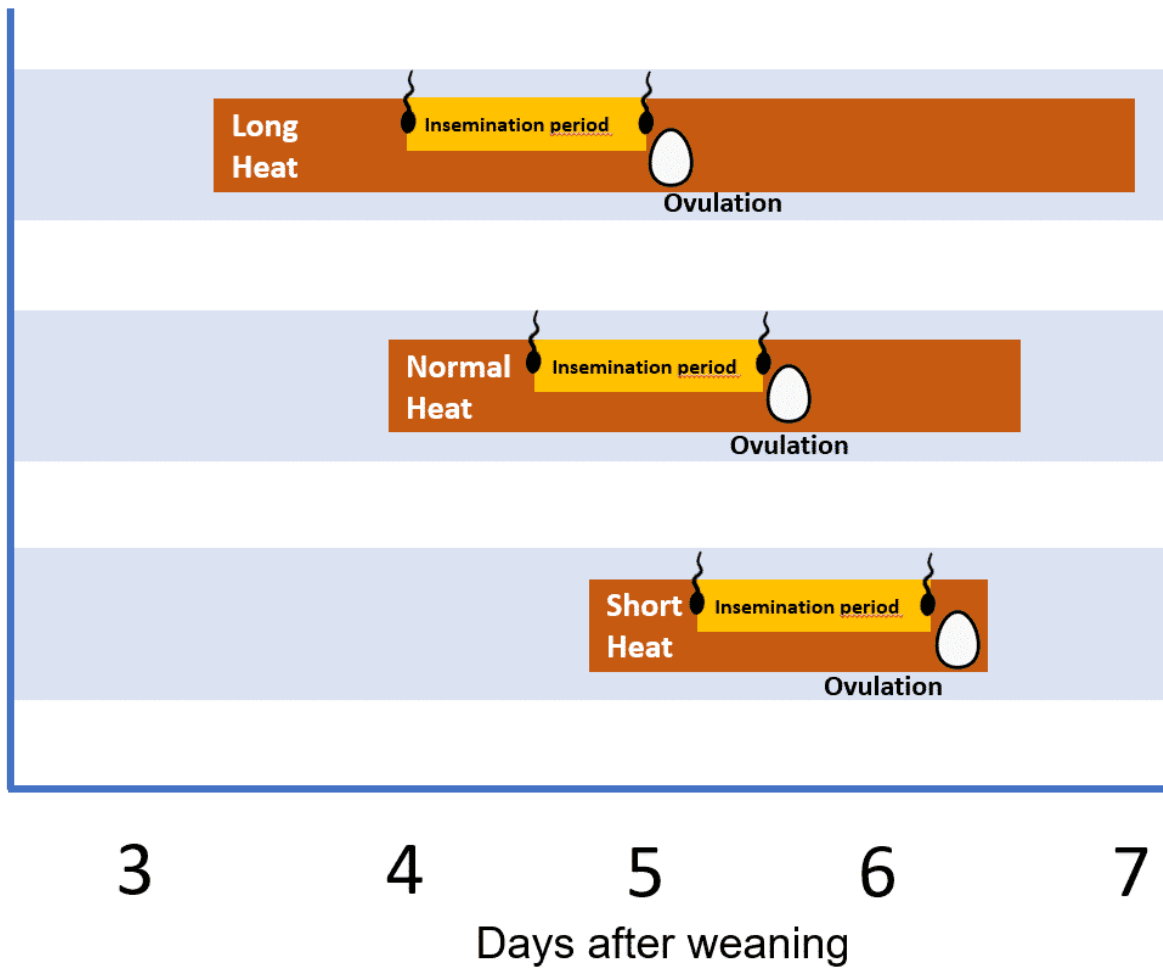 Long
Heat
Insemination period
Ovulation
Normal
Heat
Insemination period
Ovulation
Short
Heat
Insemination period
Ovulation
3 4 5 6 7
Days after weaning